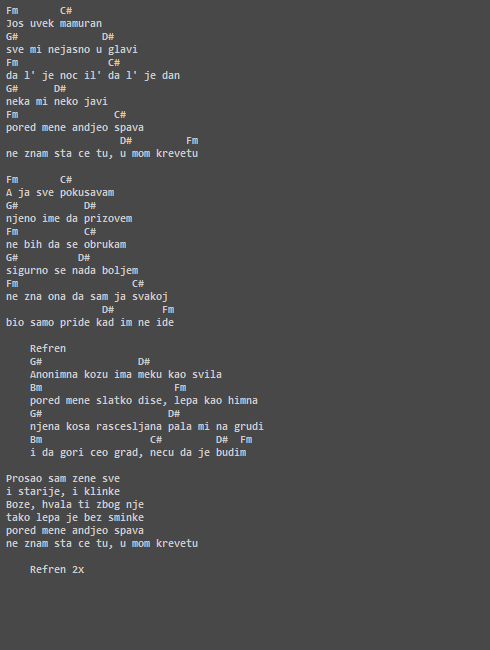 Fm       C#
Jos uvek mamuran
G#              D#
sve mi nejasno u glavi
Fm               C#
da l' je noc il' da l' je dan
G#      D#
neka mi neko javi
Fm                C#
pored mene andjeo spava
                   D#         Fm
ne znam sta ce tu, u mom krevetu

Fm       C#
A ja sve pokusavam
G#           D#
njeno ime da prizovem
Fm           C#
ne bih da se obrukam
G#          D#
sigurno se nada boljem
Fm                   C#
ne zna ona da sam ja svakoj
                D#        Fm
bio samo pride kad im ne ide

    Refren
    G#                D#
    Anonimna kozu ima meku kao svila
    Bm                      Fm
    pored mene slatko dise, lepa kao himna
    G#                     D#
    njena kosa rascesljana pala mi na grudi
    Bm                  C#         D#  Fm
    i da gori ceo grad, necu da je budim

Prosao sam zene sve
i starije, i klinke
Boze, hvala ti zbog nje
tako lepa je bez sminke
pored mene andjeo spava
ne znam sta ce tu, u mom krevetu

    Refren 2x